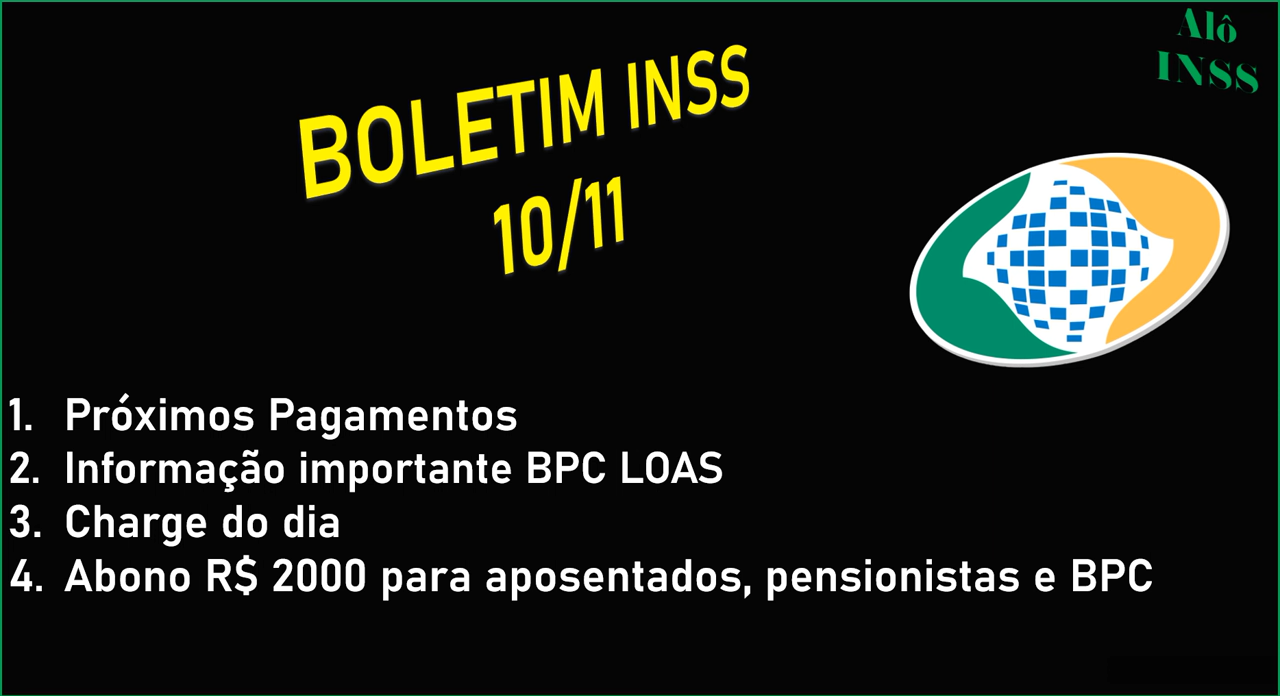 Alô
INSS
BOLETIM INSS
10/11
1. Próximos Pagamentos
2. Informação importante BPC LOAS
3. Charge do dia
4. Abono R$ 2000 para aposentados, pensionistas e BPC